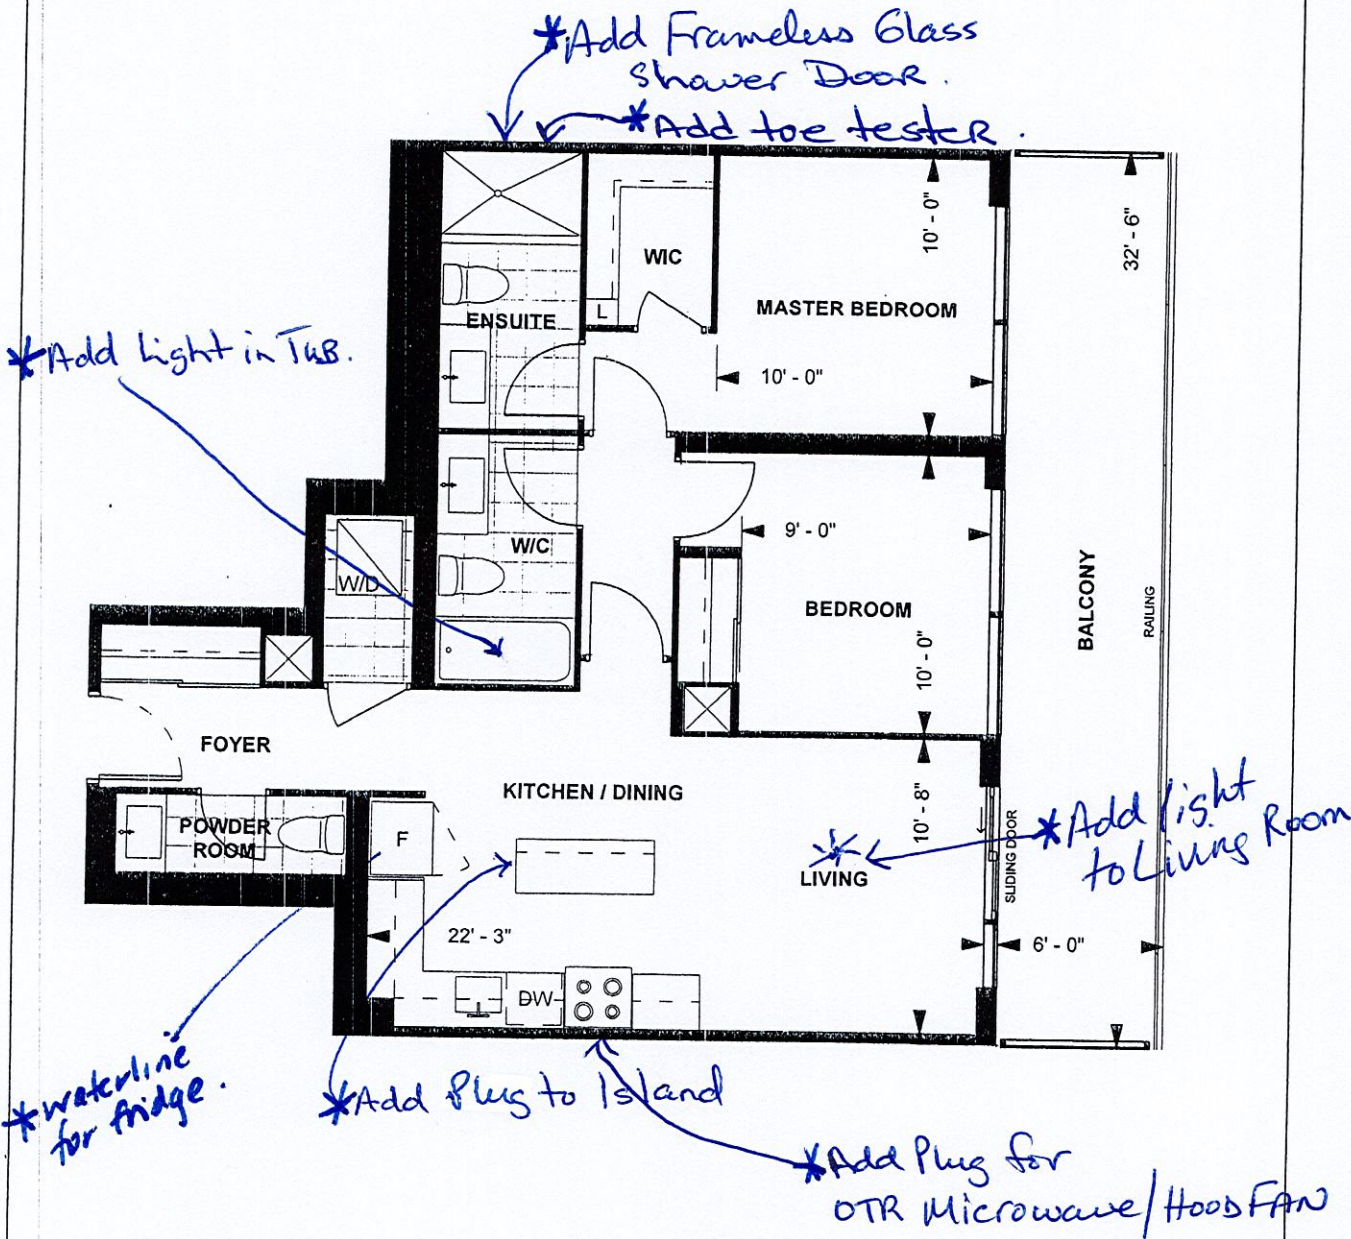 *Add Frameless Glass
Shower Door.
*Add toe tester.
10' - 0"
32' - 6"
WIC
L
MASTER BEDROOM
ENSUITE
*Add Light in Tub.
10' - 0"
9' - 0"
W/C
W/D
BEDROOM
BALCONY
RAILING
10' - 0"
FOYER
KITCHEN / DINING
10' - 8"
SLIDING DOOR
*Add light
to Living Room
POWDER
ROOM
F
LIVING
22' - 3"
6' - 0"
DW
*waterline
for fridge.
*Add Plug to Island
*Add Plug for
OTR Microwave/HOOD FAN